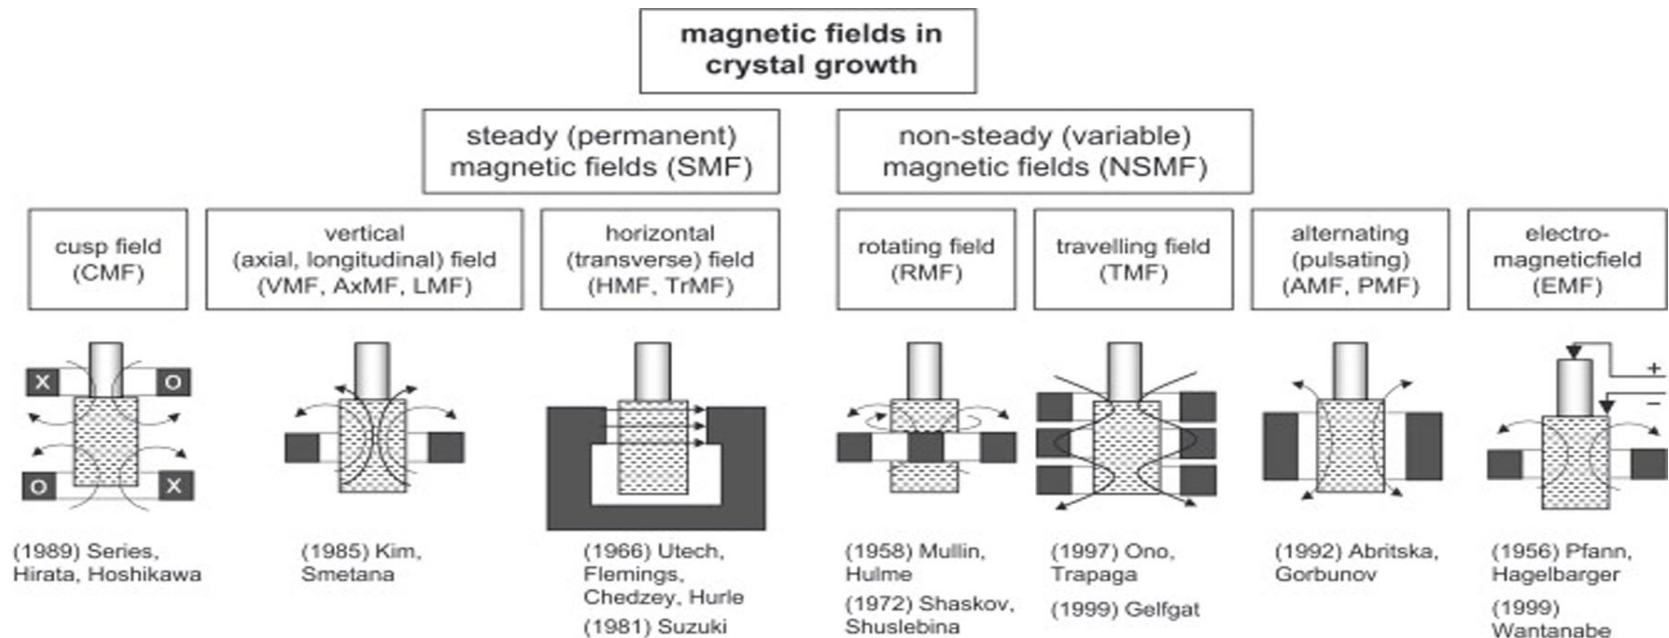 magnetic fields in
crystal growth
steady (permanent)
magnetic fields (SMF)
non-steady (variable)
magnetic fields (NSMF)
cusp field
(CMF)
vertical
(axial, longitudinal) field
(VMF, AxMF, LMF)
horizontal
(transverse) field
(HMF, TrMF)
rotating field
(RMF)
travelling field
(TMF)
alternating
(pulsating)
(AMF, PMF)
electro-
magneticfield
(EMF)
X O
O X
+
−
(1989) Series,
Hirata, Hoshikawa
(1985) Kim,
Smetana
(1966) Utech,
Flemings,
Chedzey, Hurle
(1981) Suzuki
(1958) Mullin,
Hulme
(1972) Shaskov,
Shuslebina
(1997) Ono,
Trapaga
(1999) Gelfgat
(1992) Abritska,
Gorbunov
(1956) Pfann,
Hagelbarger
(1999)
Wantanabe